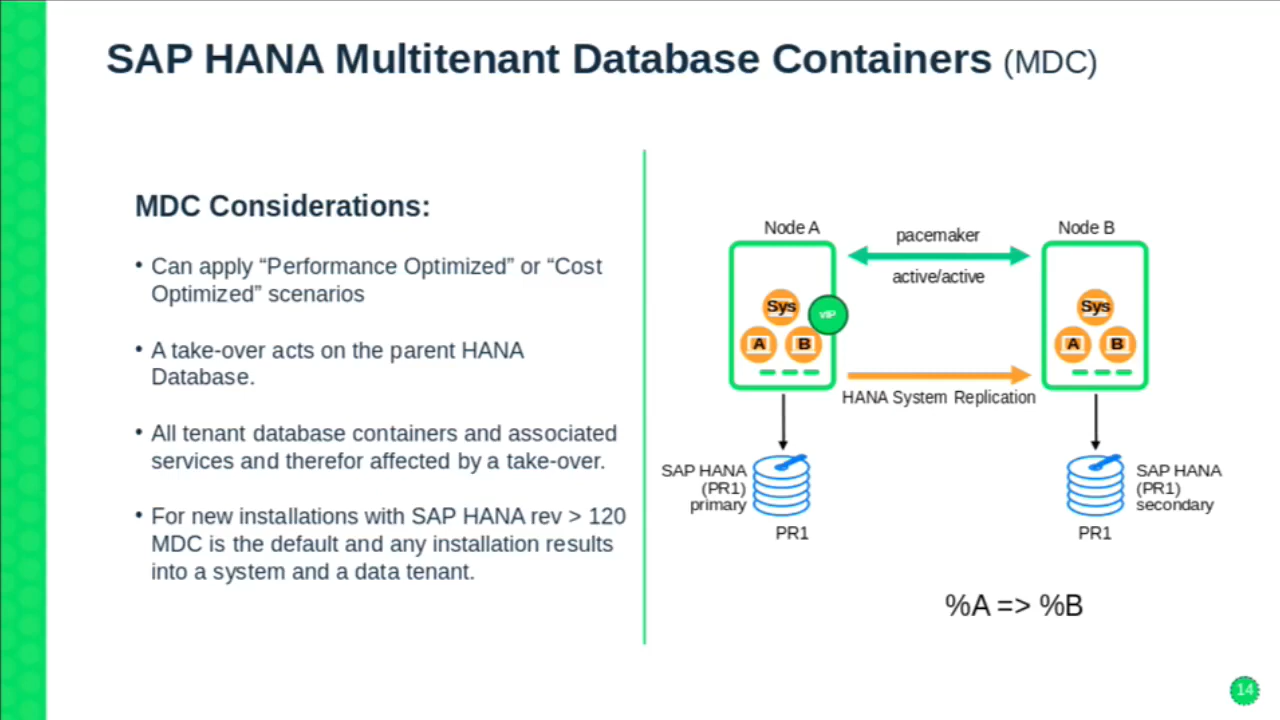 SAP HANA Multitenant Database Containers (MDC)
MDC Considerations:
• Can apply “Performance Optimized” or “Cost
Optimized” scenarios
• A take-over acts on the parent HANA
Database.
• All tenant database containers and associated
services and therefor affected by a take-over.
• For new installations with SAP HANA rev > 120
MDC is the default and any installation results
into a system and a data tenant.
Node A
pacemaker
Node B
active/active
Sys
VIP
Sys
A
B
A
B
HANA System Replication
SAP HANA
(PR1)
primary
SAP HANA
(PR1)
secondary
PR1
PR1
%A => %B
14